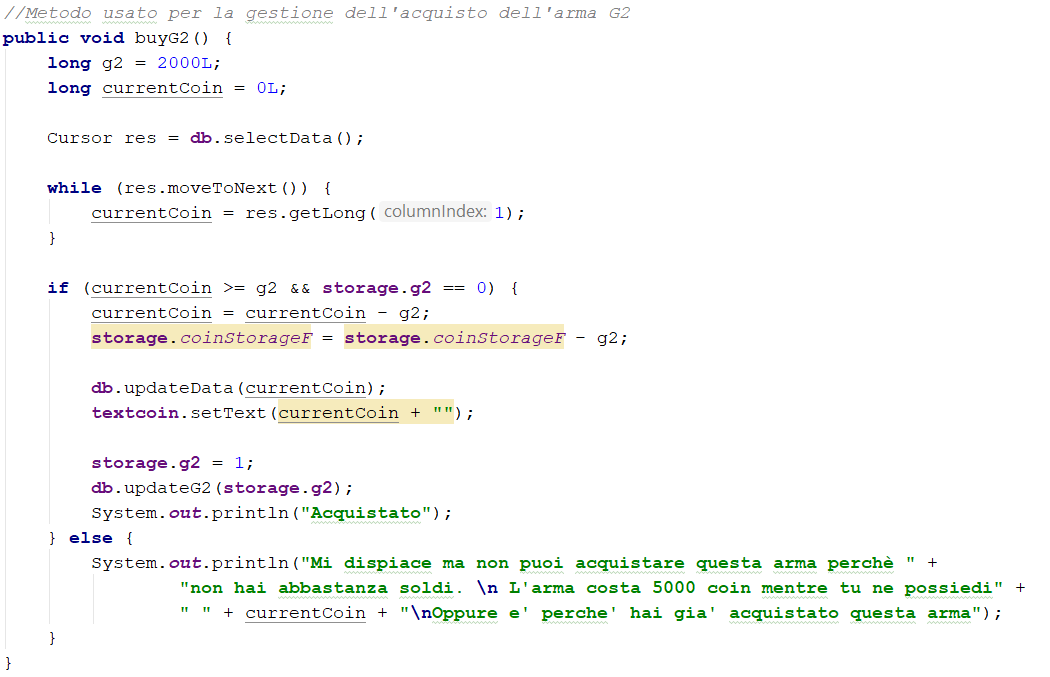 //Metodo usato per la gestione dell'acquisto dell'arma G2
public void buyG2() {
    long g2 = 2000L;
    long currentCoin = 0L;

    Cursor res = db.selectData();

    while (res.moveToNext()) {
        currentCoin = res.getLong( columnIndex: 1);
    }

    if (currentCoin >= g2 && storage.g2 == 0) {
        currentCoin = currentCoin - g2;
        storage.coinStorageF = storage.coinStorageF - g2;

        db.updateData(currentCoin);
        textcoin.setText(currentCoin + "");

        storage.g2 = 1;
        db.updateG2(storage.g2);
        System.out.println("Acquistato");
    } else {
        System.out.println("Mi dispiace ma non puoi acquistare questa arma perchè " +
                "non hai abbastanza soldi. \n L'arma costa 5000 coin mentre tu ne possiedi" +
                " " + currentCoin + "\nOppure e' perche' hai gia' acquistato questa arma");
    }
}